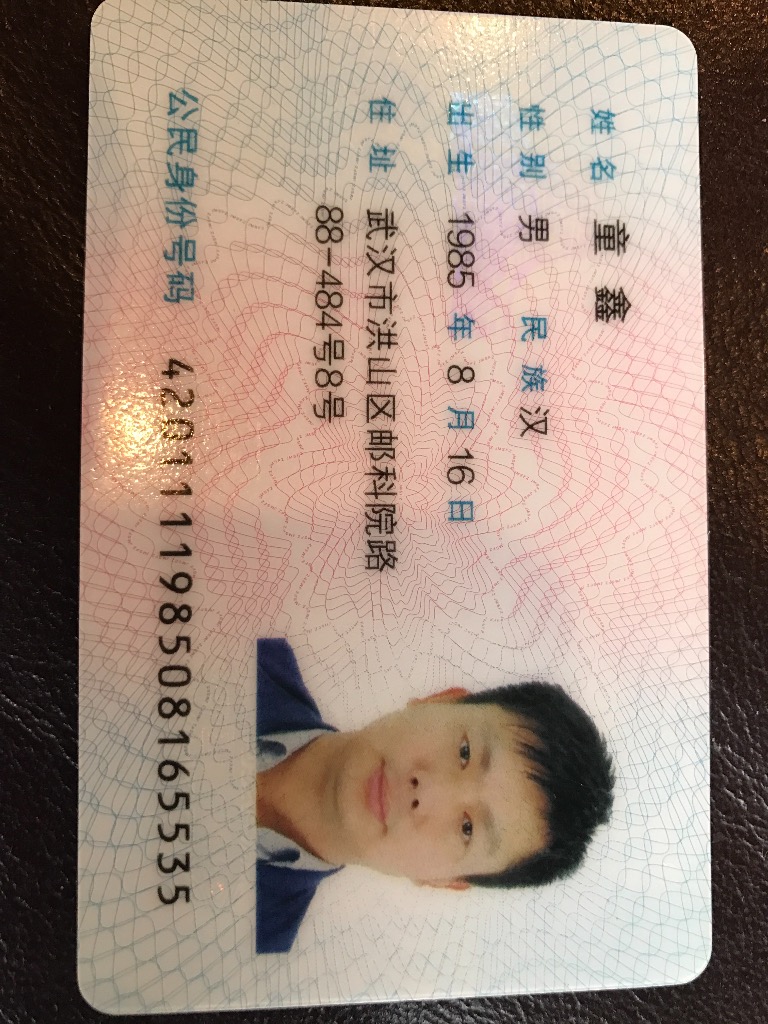 姓名 童鑫
性别 男 民族 汉
出生 1985 年 8 月 16 日
住址 武汉市洪山区邮科院路
88-484号8号
公民身份号码 420111198508165535